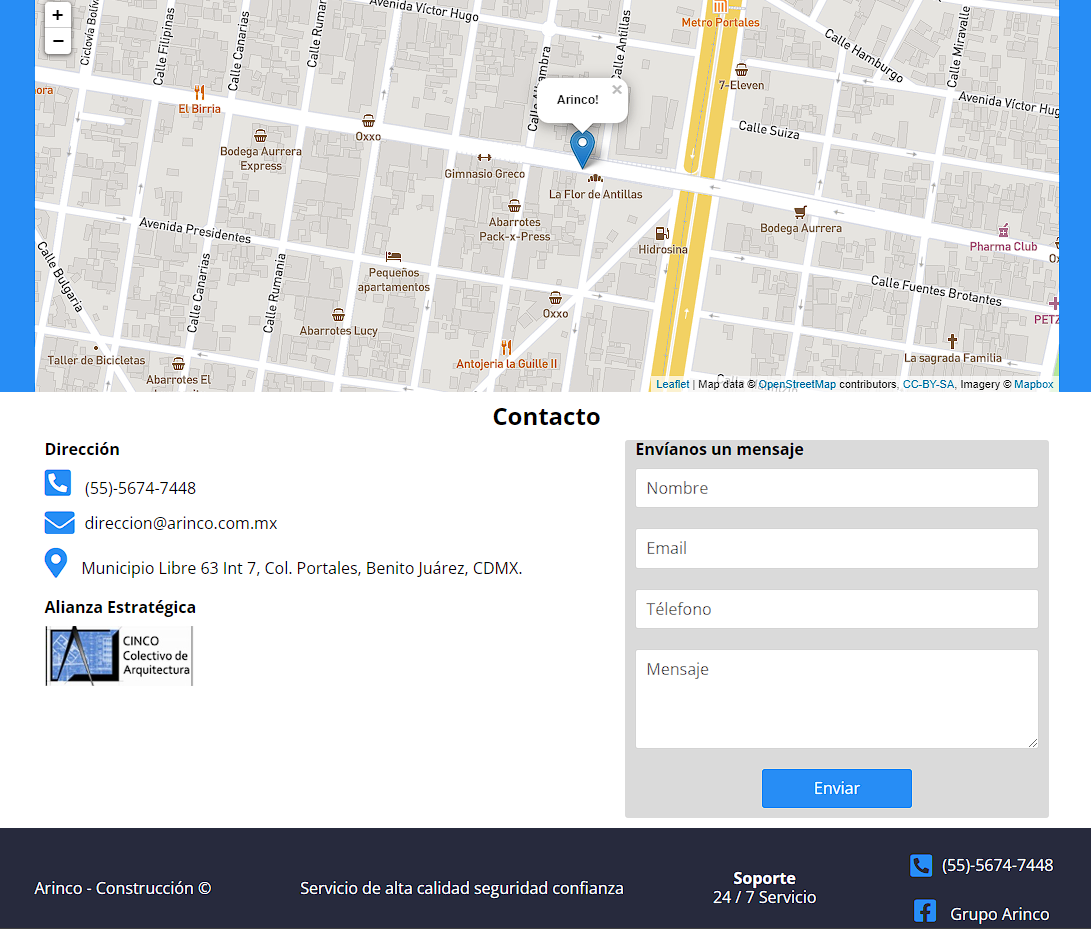 +
−
Ciclovía Bolív
Calle Filipinas
Calle Canarias
Calle Ruman
Avenida Víctor Hugo
Calle Alhambra
Calle Antillas
Metro Portales
Calle Hamburgo
Calle Miravalle
ora
El Birria
Arinco!
×
7-Eleven
Avenida Víctor Hug
Oxxo
Calle Suiza
Bodega Aurrera
Express
Gimnasio Greco
La Flor de Antillas
Avenida Presidentes
Abarrotes
Pack-x-Press
Hidrosina
Bodega Aurrera
Pharma Club
Ox
Calle Bulgaria
Calle Canarias
Calle Rumania
Pequeños
apartamentos
Calle Fuentes Brotantes
Oxxo
PETZ
Abarrotes Lucy
Taller de Bicicletas
Antojeria la Guille II
La sagrada Familia
Abarrotes El
Leaflet | Map data © OpenStreetMap contributors, CC-BY-SA, Imagery © Mapbox
Contacto
Dirección
(55)-5674-7448
direccion@arinco.com.mx
Municipio Libre 63 Int 7, Col. Portales, Benito Juárez, CDMX.
Alianza Estratégica
CINCO
Colectivo de
Arquitectura
Envíanos un mensaje
Nombre
Email
Télefono
Mensaje
Enviar
Arinco - Construcción ©
Servicio de alta calidad seguridad confianza
Soporte
24 / 7 Servicio
(55)-5674-7448
Grupo Arinco